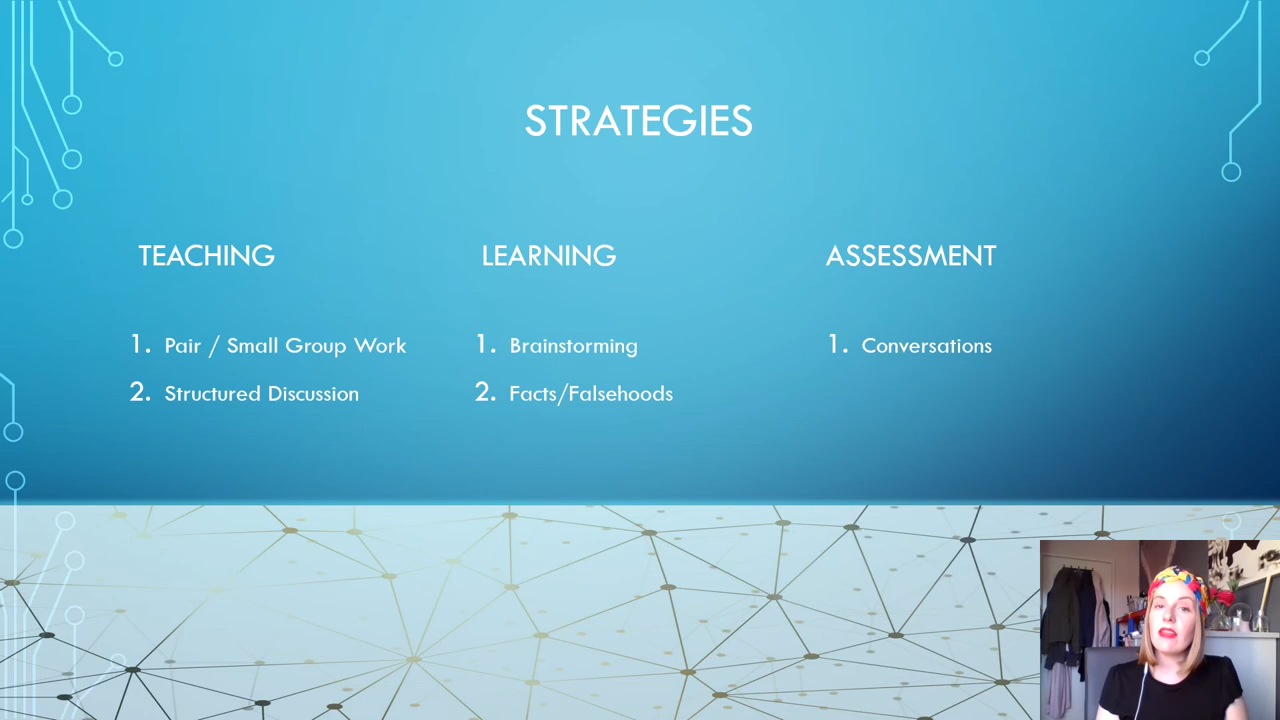 STRATEGIES
TEACHING
1. Pair / Small Group Work
2. Structured Discussion
LEARNING
1. Brainstorming
2. Facts/Falsehoods
ASSESSMENT
1. Conversations